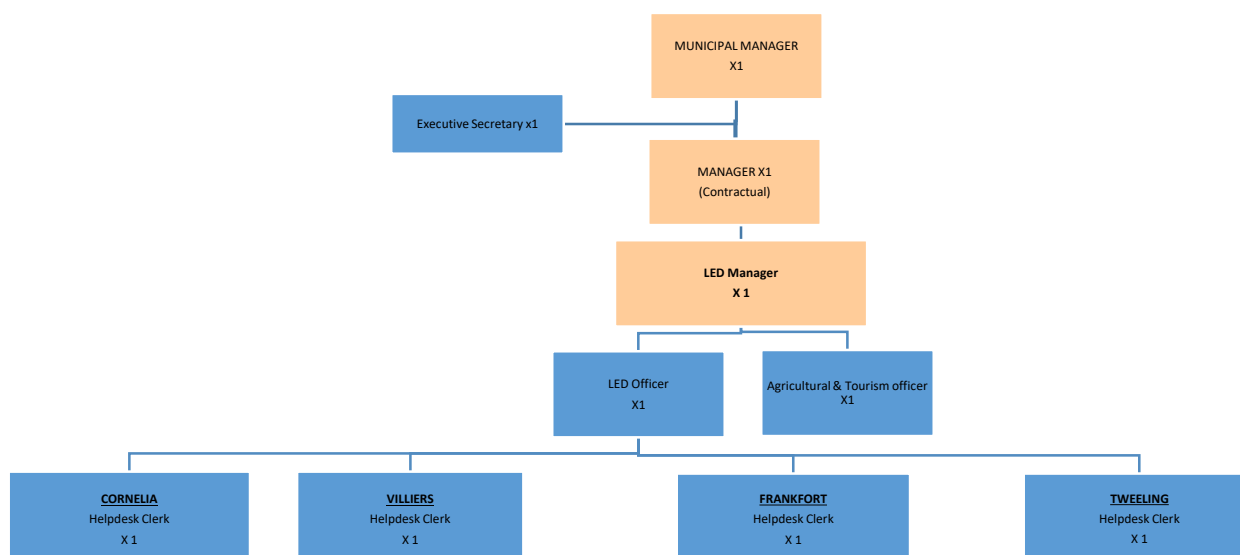 MUNICIPAL MANAGER
X1
Executive Secretary x1
MANAGER X1
(Contractual)
LED Manager
X 1
LED Officer
X1
Agricultural & Tourism officer
X1
CORNELIA
Helpdesk Clerk
X 1
VILLIERS
Helpdesk Clerk
X 1
FRANKFORT
Helpdesk Clerk
X 1
TWEELING
Helpdesk Clerk
X 1